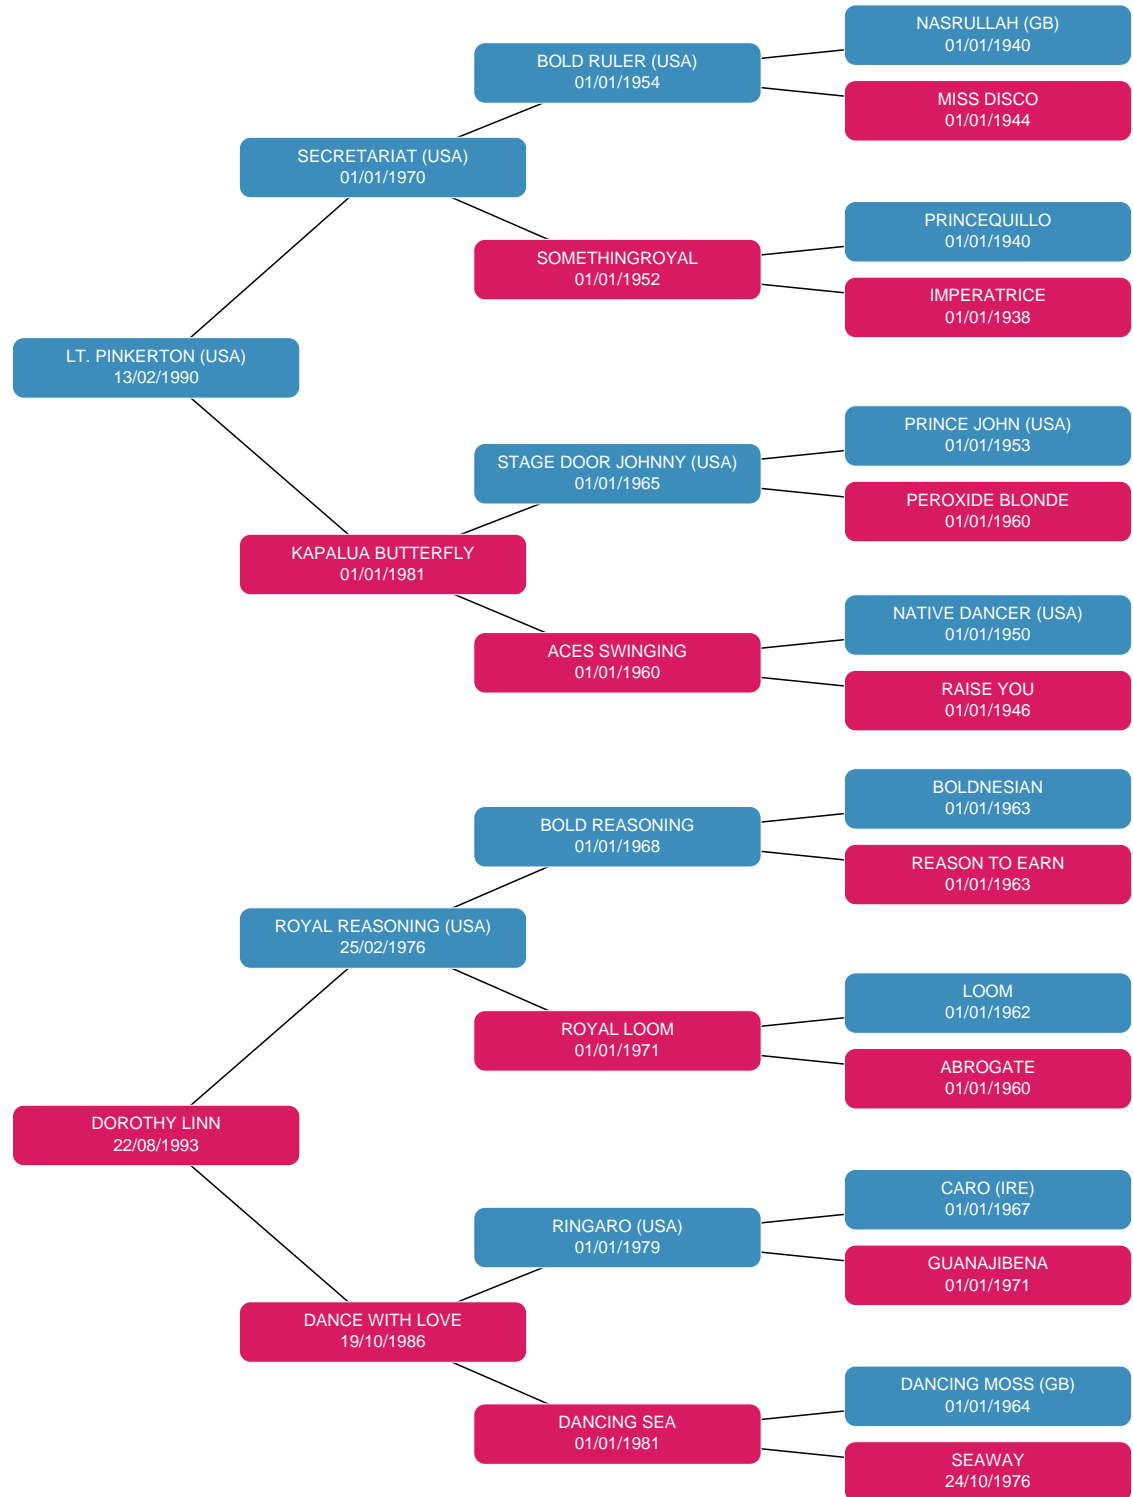 NASRULLAH (GB)
01/01/1940
BOLD RULER (USA)
01/01/1954
MISS DISCO
01/01/1944
SECRETARIAT (USA)
01/01/1970
PRINCEQUILLO
01/01/1940
SOMETHINGROYAL
01/01/1952
IMPERATRICE
01/01/1938
LT. PINKERTON (USA)
13/02/1990
PRINCE JOHN (USA)
01/01/1953
STAGE DOOR JOHNNY (USA)
01/01/1965
PEROXIDE BLONDE
01/01/1960
KAPALUA BUTTERFLY
01/01/1981
NATIVE DANCER (USA)
01/01/1950
ACES SWINGING
01/01/1960
RAISE YOU
01/01/1946
BOLDNESIAN
01/01/1963
BOLD REASONING
01/01/1968
REASON TO EARN
01/01/1963
ROYAL REASONING (USA)
25/02/1976
LOOM
01/01/1962
ROYAL LOOM
01/01/1971
ABROGATE
01/01/1960
DOROTHY LINN
22/08/1993
CARO (IRE)
01/01/1967
RINGARO (USA)
01/01/1979
GUANAJIBENA
01/01/1971
DANCE WITH LOVE
19/10/1986
DANCING MOSS (GB)
01/01/1964
DANCING SEA
01/01/1981
SEAWAY
24/10/1976